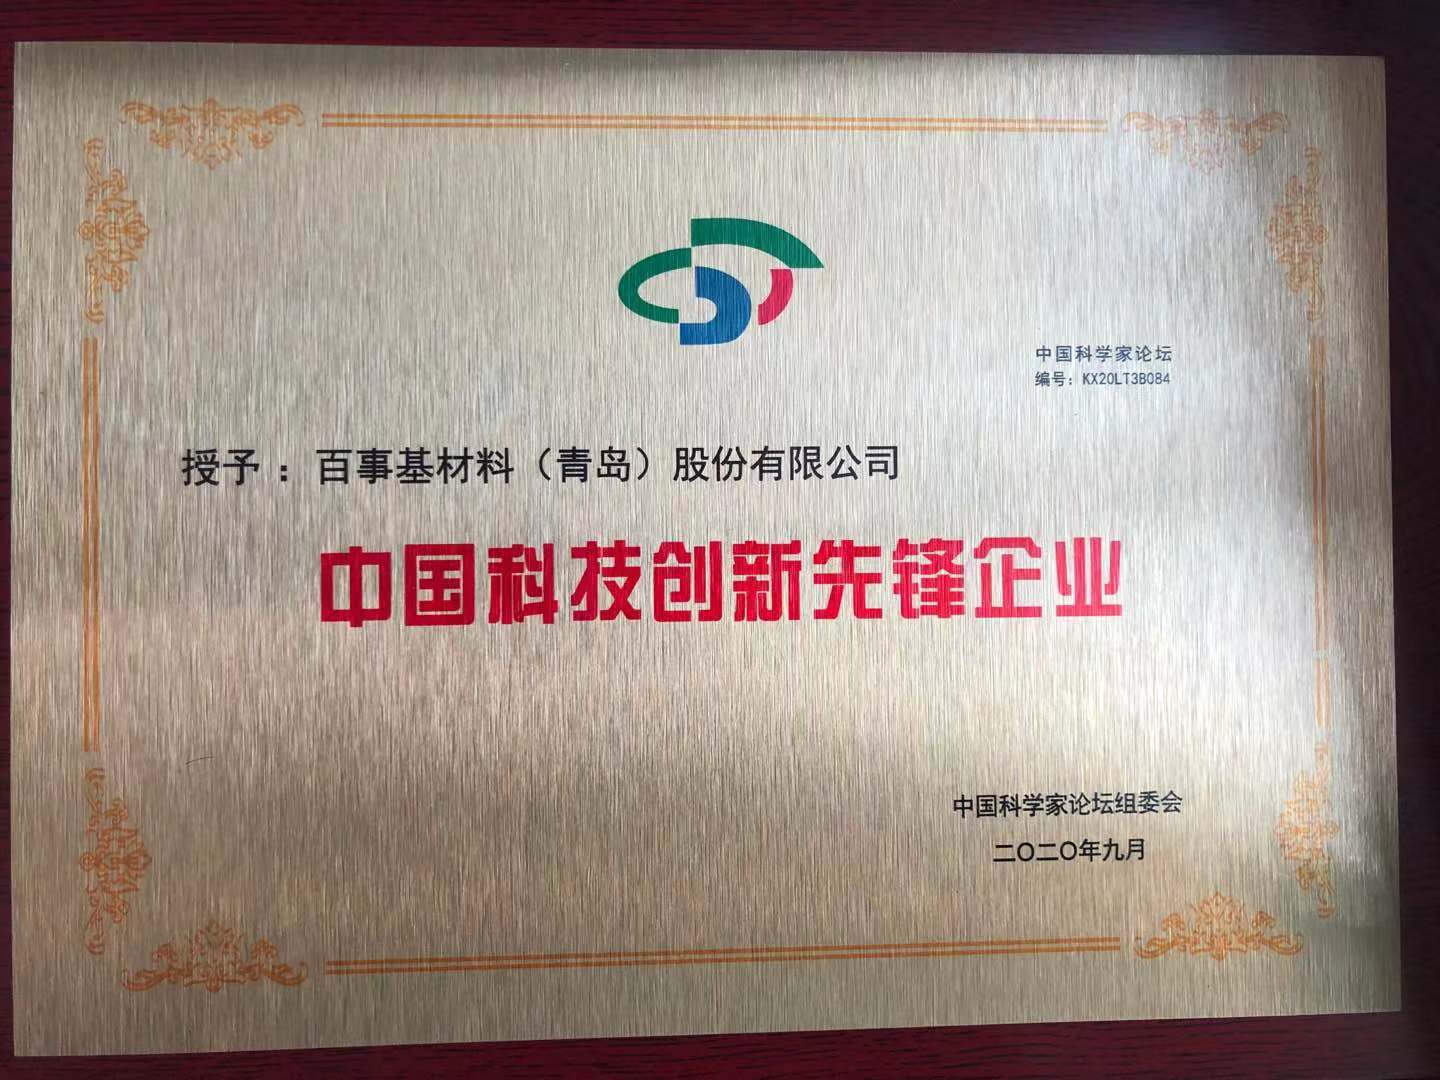 中国科学家论坛
编号：KX20LT3B084
授予：百事基材料（青岛）股份有限公司
中国科技创新先锋企业
中国科学家论坛组委会
二〇二〇年九月